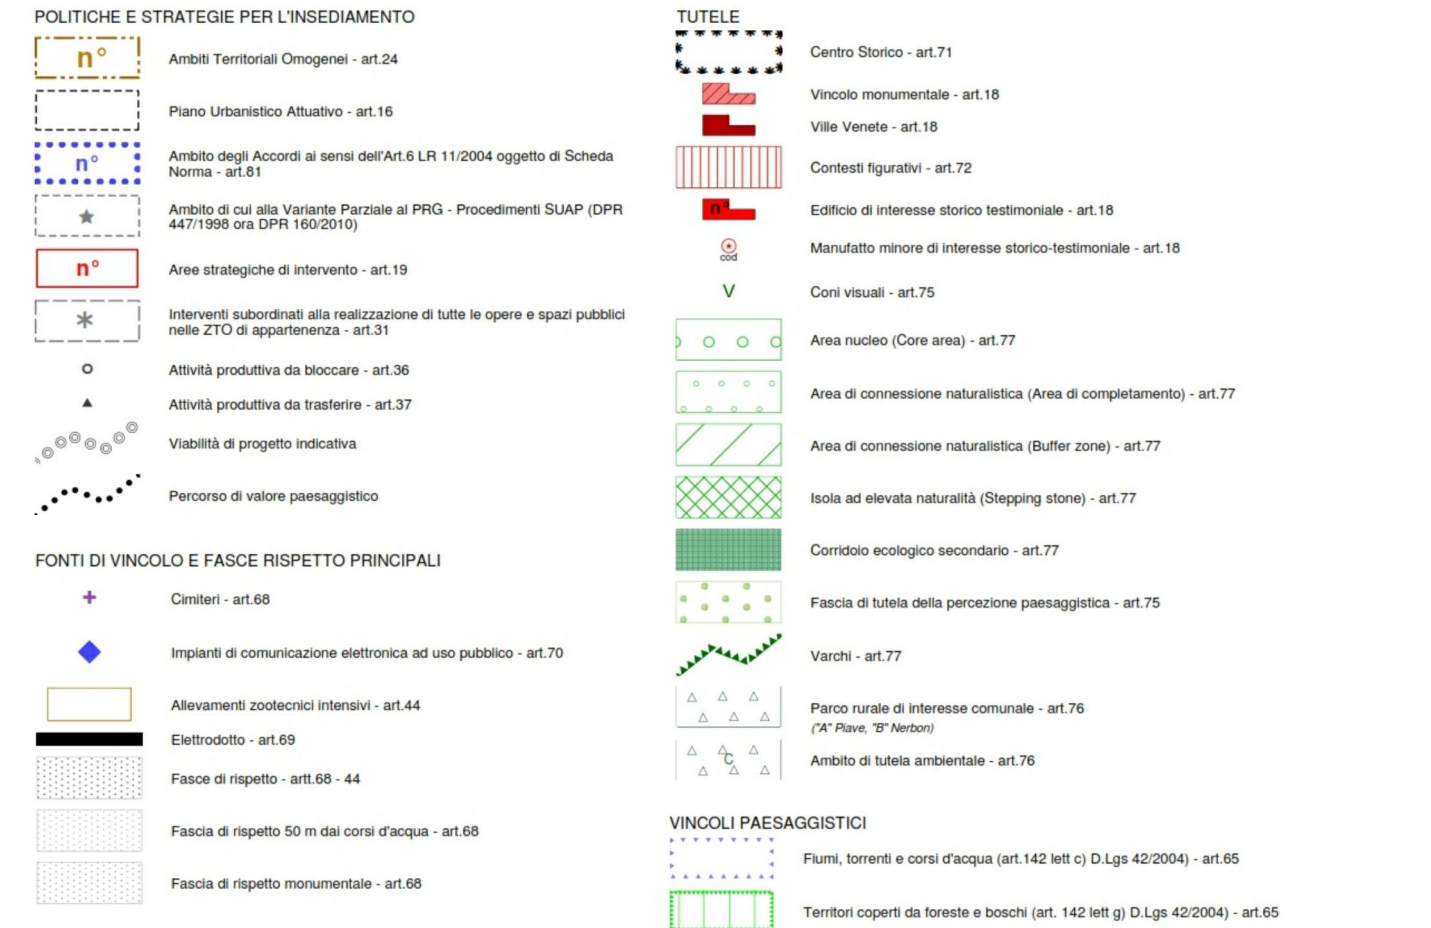 POLITICHE E STRATEGIE PER L'INSEDIAMENTO
n°
Ambiti Territoriali Omogenei - art.24
Piano Urbanistico Attuativo - art.16
n°
Ambito degli Accordi ai sensi dell'Art.6 LR 11/2004 oggetto di Scheda
Norma - art.81
Ambito di cui alla Variante Parziale al PRG - Procedimenti SUAP (DPR
447/1998 ora DPR 160/2010)
n°
Aree strategiche di intervento - art.19
Interventi subordinati alla realizzazione di tutte le opere e spazi pubblici
nelle ZTO di appartenenza - art.31
Attività produttiva da bloccare - art.36
Attività produttiva da trasferire - art.37
Viabilità di progetto indicativa
Percorso di valore paesaggistico
FONTI DI VINCOLO E FASCE RISPETTO PRINCIPALI
Cimiteri - art.68
Impianti di comunicazione elettronica ad uso pubblico - art.70
Allevamenti zootecnici intensivi - art.44
Elettrodotto - art.69
Fasce di rispetto - artt.68 - 44
Fascia di rispetto 50 m dai corsi d'acqua - art.68
Fascia di rispetto monumentale - art.68
TUTELE
Centro Storico - art.71
Vincolo monumentale - art.18
Ville Venete - art.18
Contesti figurativi - art.72
n°
Edificio di interesse storico testimoniale - art.18
cod
Manufatto minore di interesse storico-testimoniale - art.18
V
Coni visuali - art.75
Area nucleo (Core area) - art.77
Area di connessione naturalistica (Area di completamento) - art.77
Area di connessione naturalistica (Buffer zone) - art.77
Isola ad elevata naturalità (Stepping stone) - art.77
Corridoio ecologico secondario - art.77
Fascia di tutela della percezione paesaggistica - art.75
Varchi - art.77
Parco rurale di interesse comunale - art.76
("A" Piave, "B" Nerbon)
C
Ambito di tutela ambientale - art.76
VINCOLI PAESAGGISTICI
Fiumi, torrenti e corsi d'acqua (art.142 lett c) D.Lgs 42/2004) - art.65
Territori coperti da foreste e boschi (art. 142 lett g) D.Lgs 42/2004) - art.65